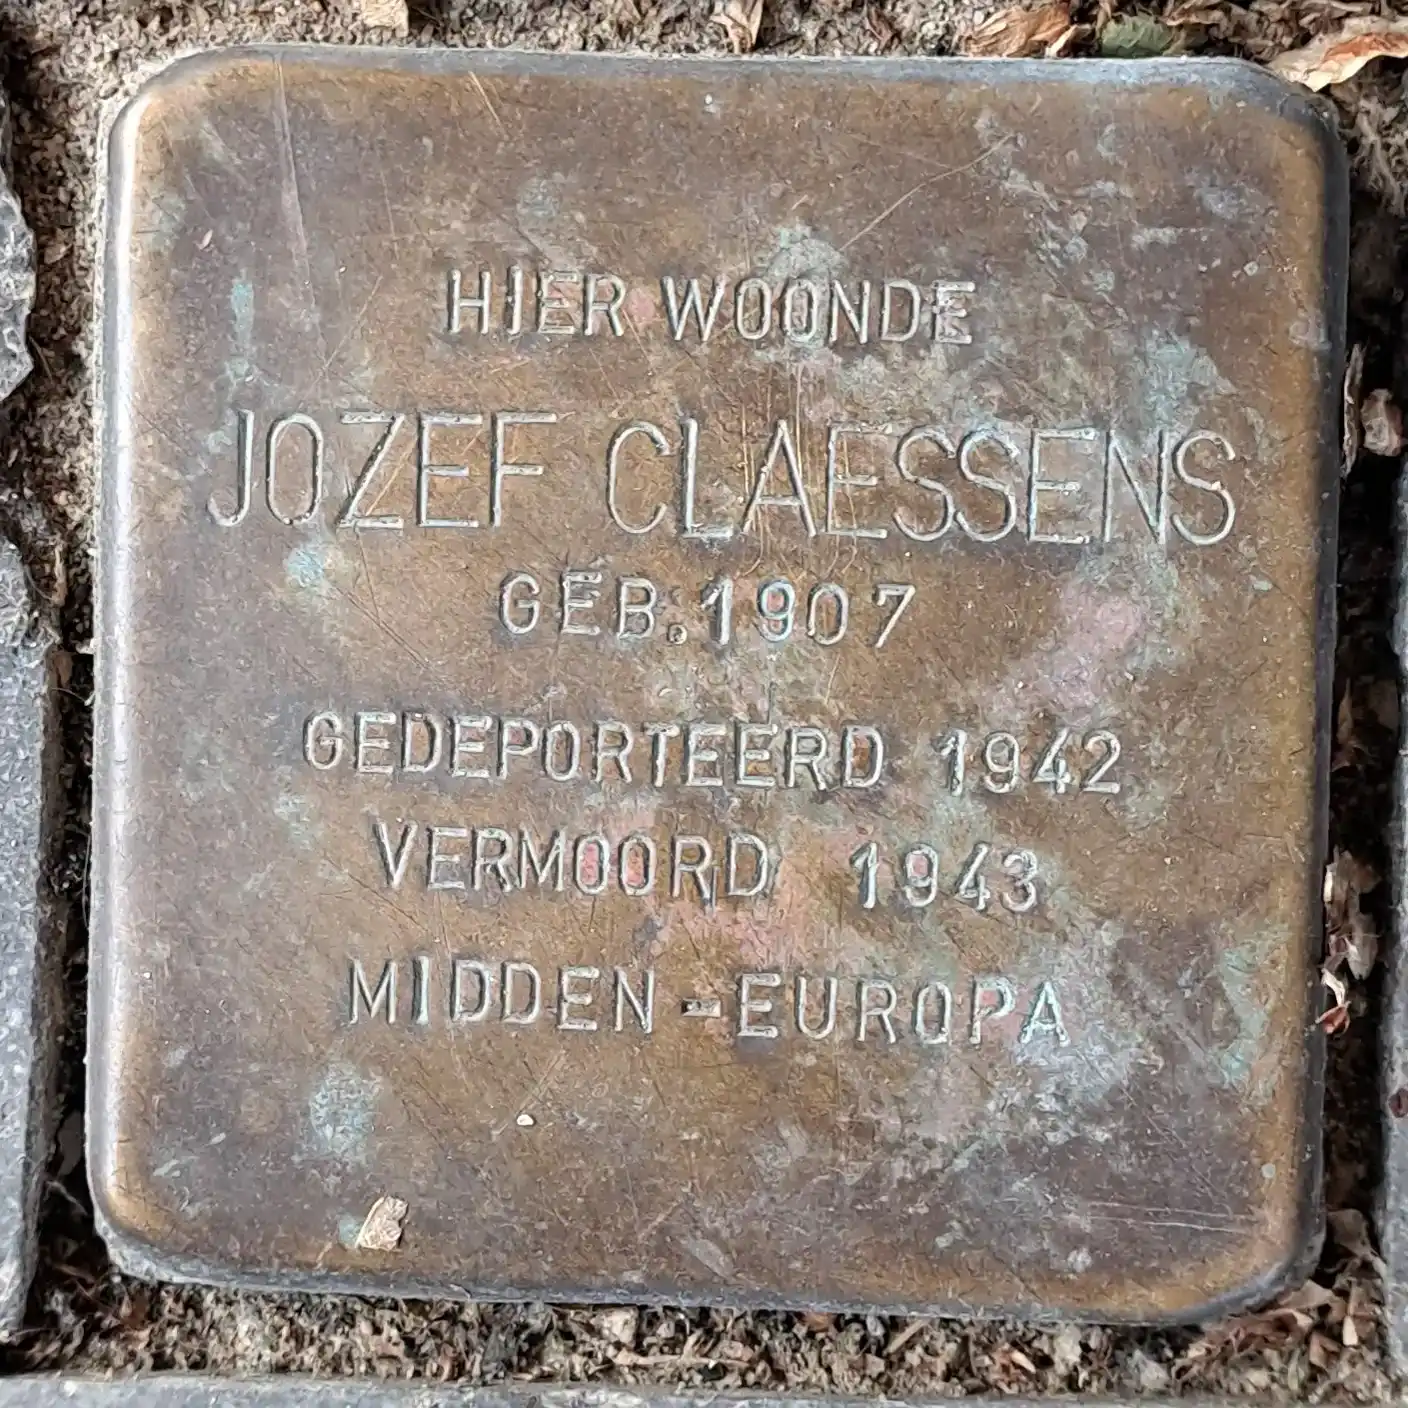 HIER WOONDE
JOZEF CLAESSENS
GEB. 1907
GEDEPORTEERD 1942
VERMOORD 1943
MIDDEN-EUROPA